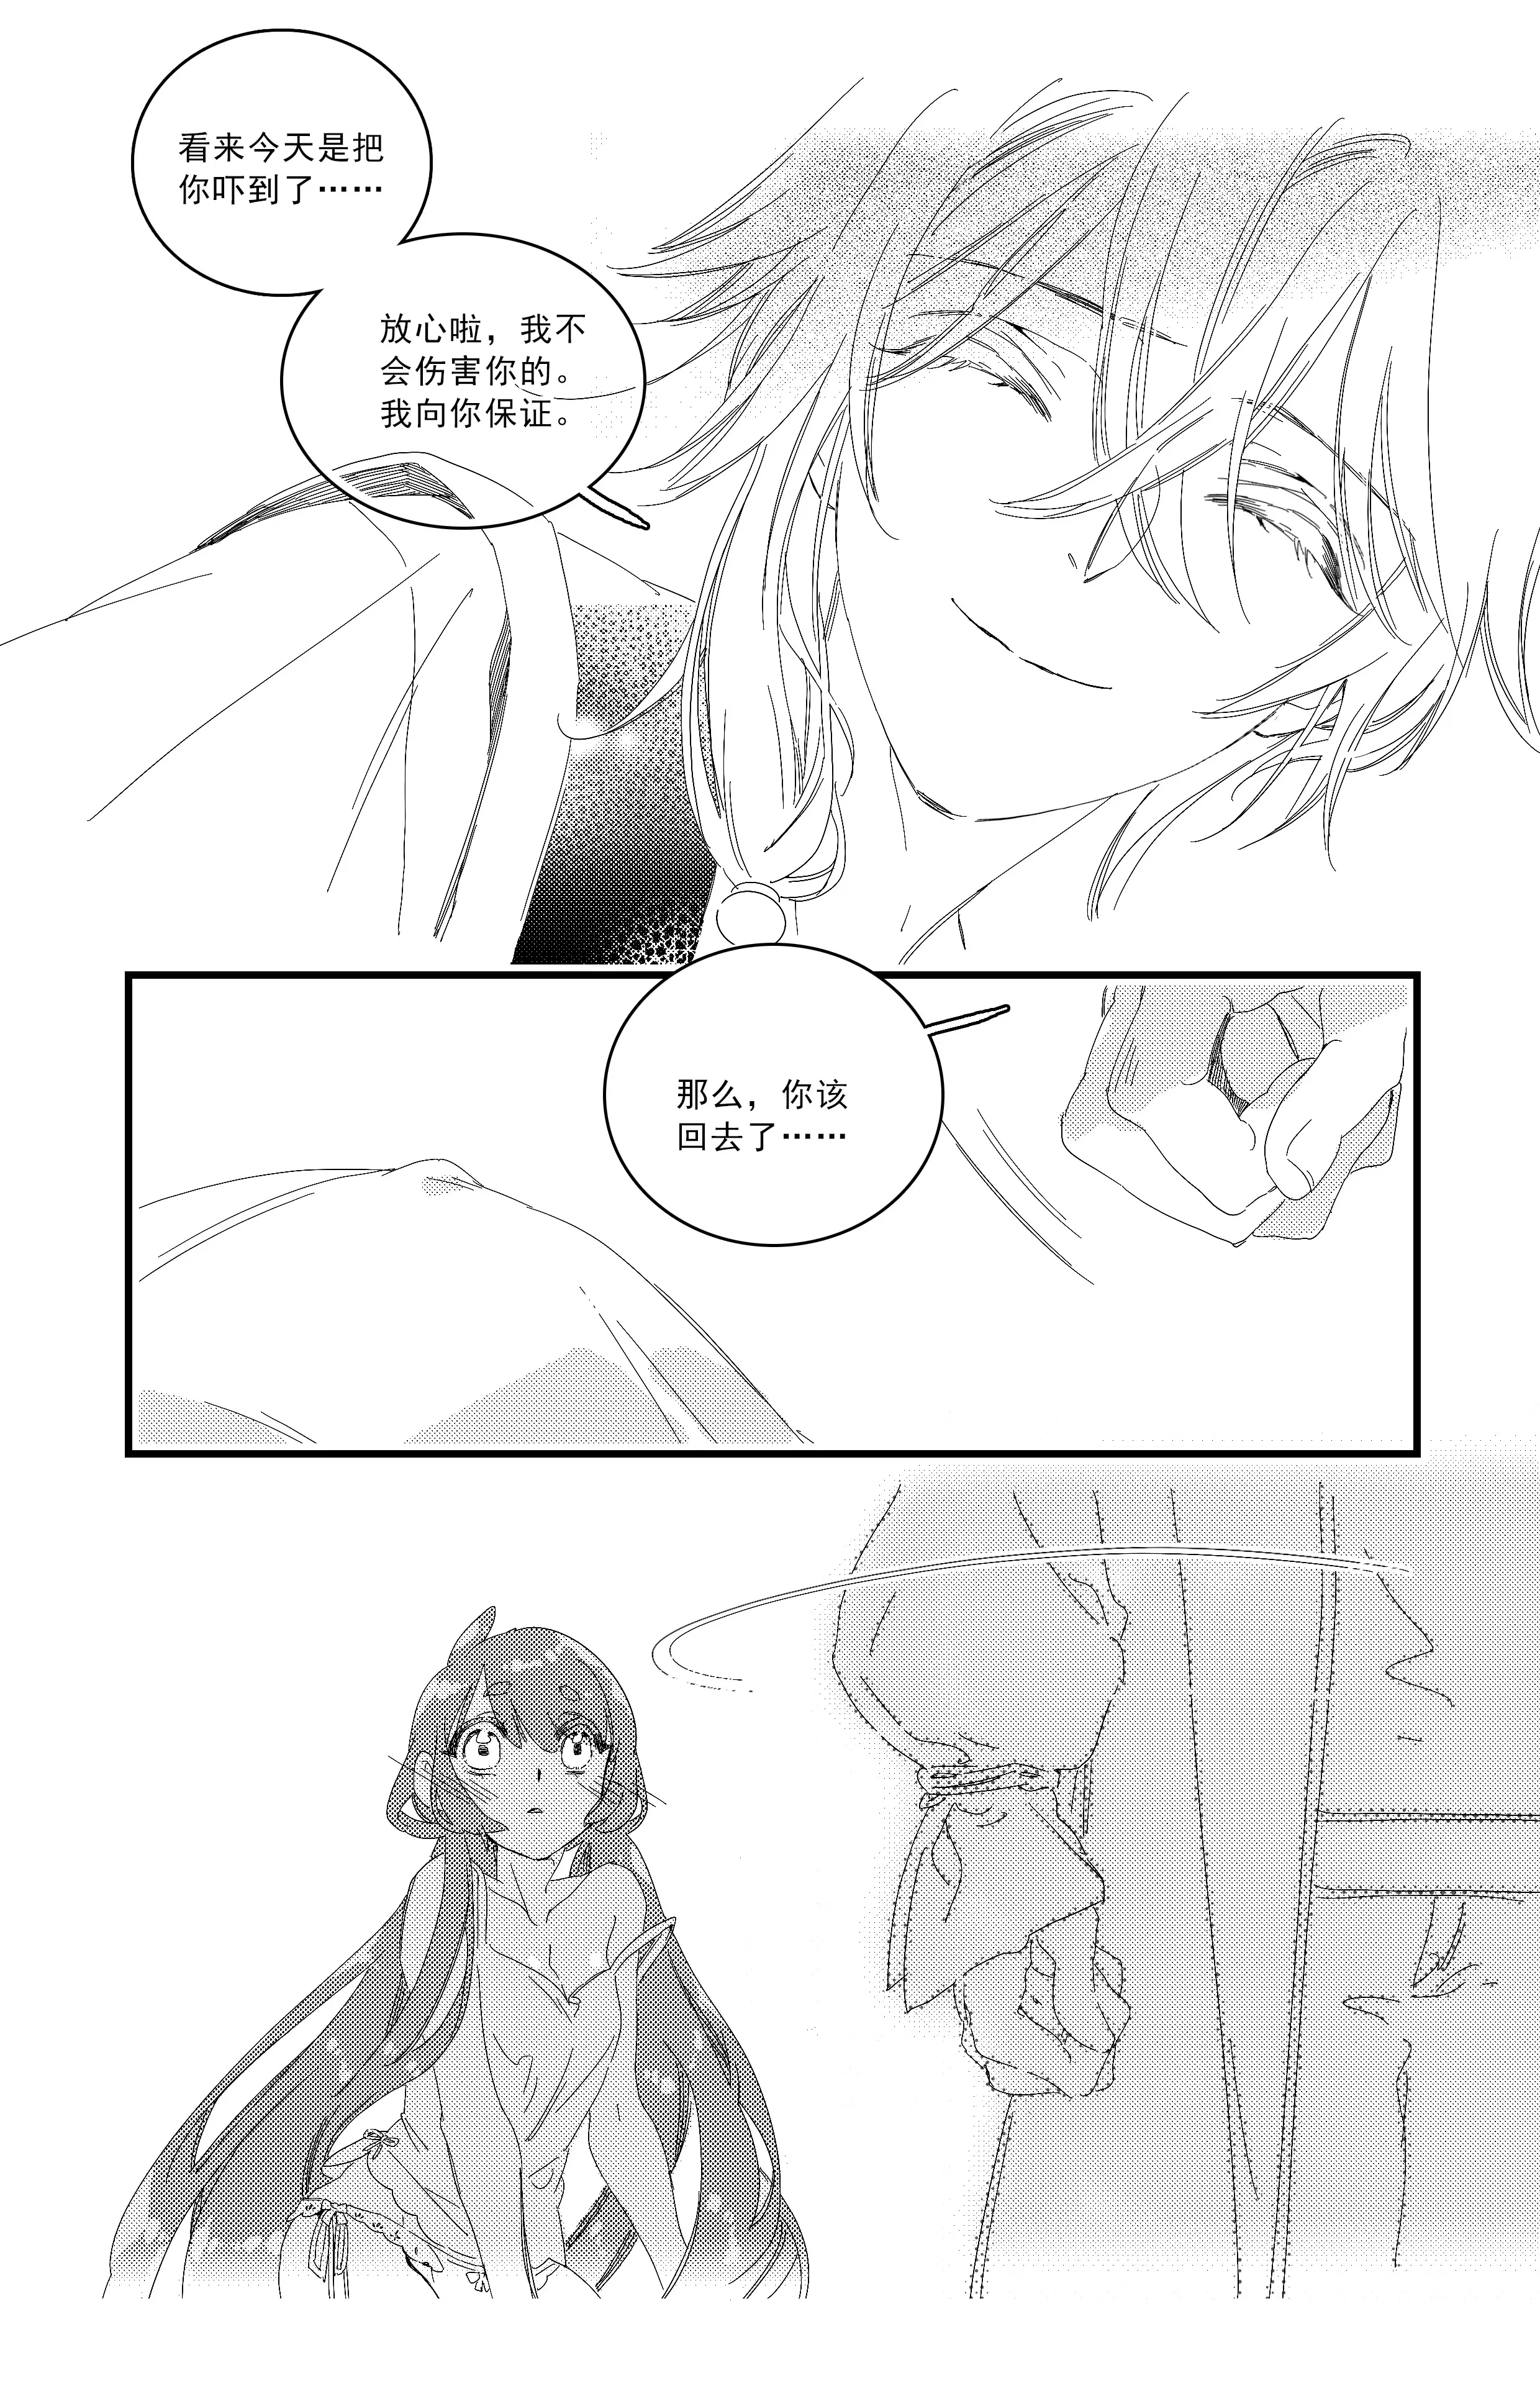 看来今天是把
你吓到了……
放心啦，我不
会伤害你的。
我向你保证。
那么，你该
回去了……